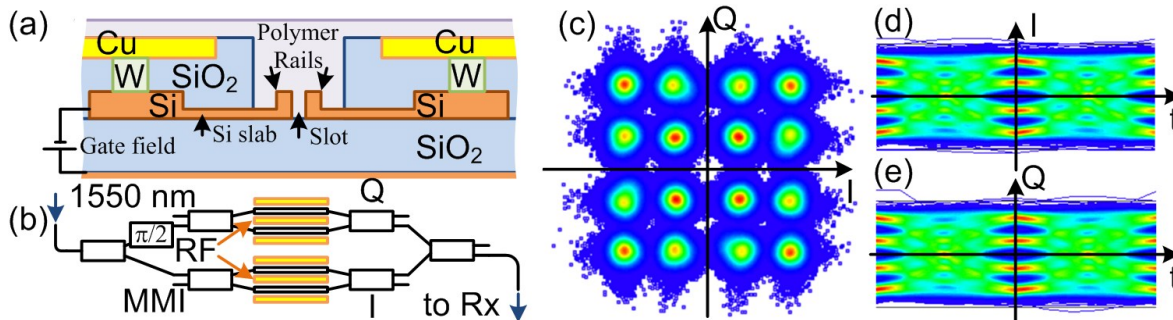 (a)
Cu
Polymer
Rails
Cu
W
SiO2
W
Si
Si
Si slab
Slot
Gate field
SiO2
(b)
1550 nm
Q
π/2
RF
MMI
I
to Rx
(c)
Q
I
(d)
I
t
(e)
Q
t